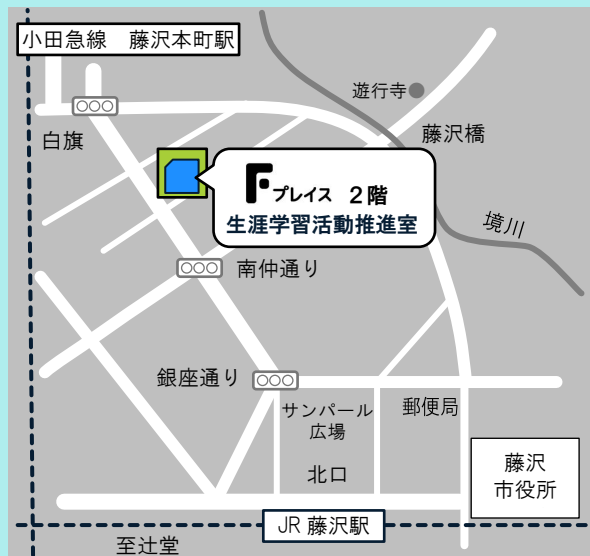 小田急線　藤沢本町駅
遊行寺
白旗
藤沢橋
Fプレイス　2階
生涯学習活動推進室
境川
南仲通り
銀座通り
サンパール
広場
郵便局
北口
藤沢
市役所
JR 藤沢駅
至辻堂